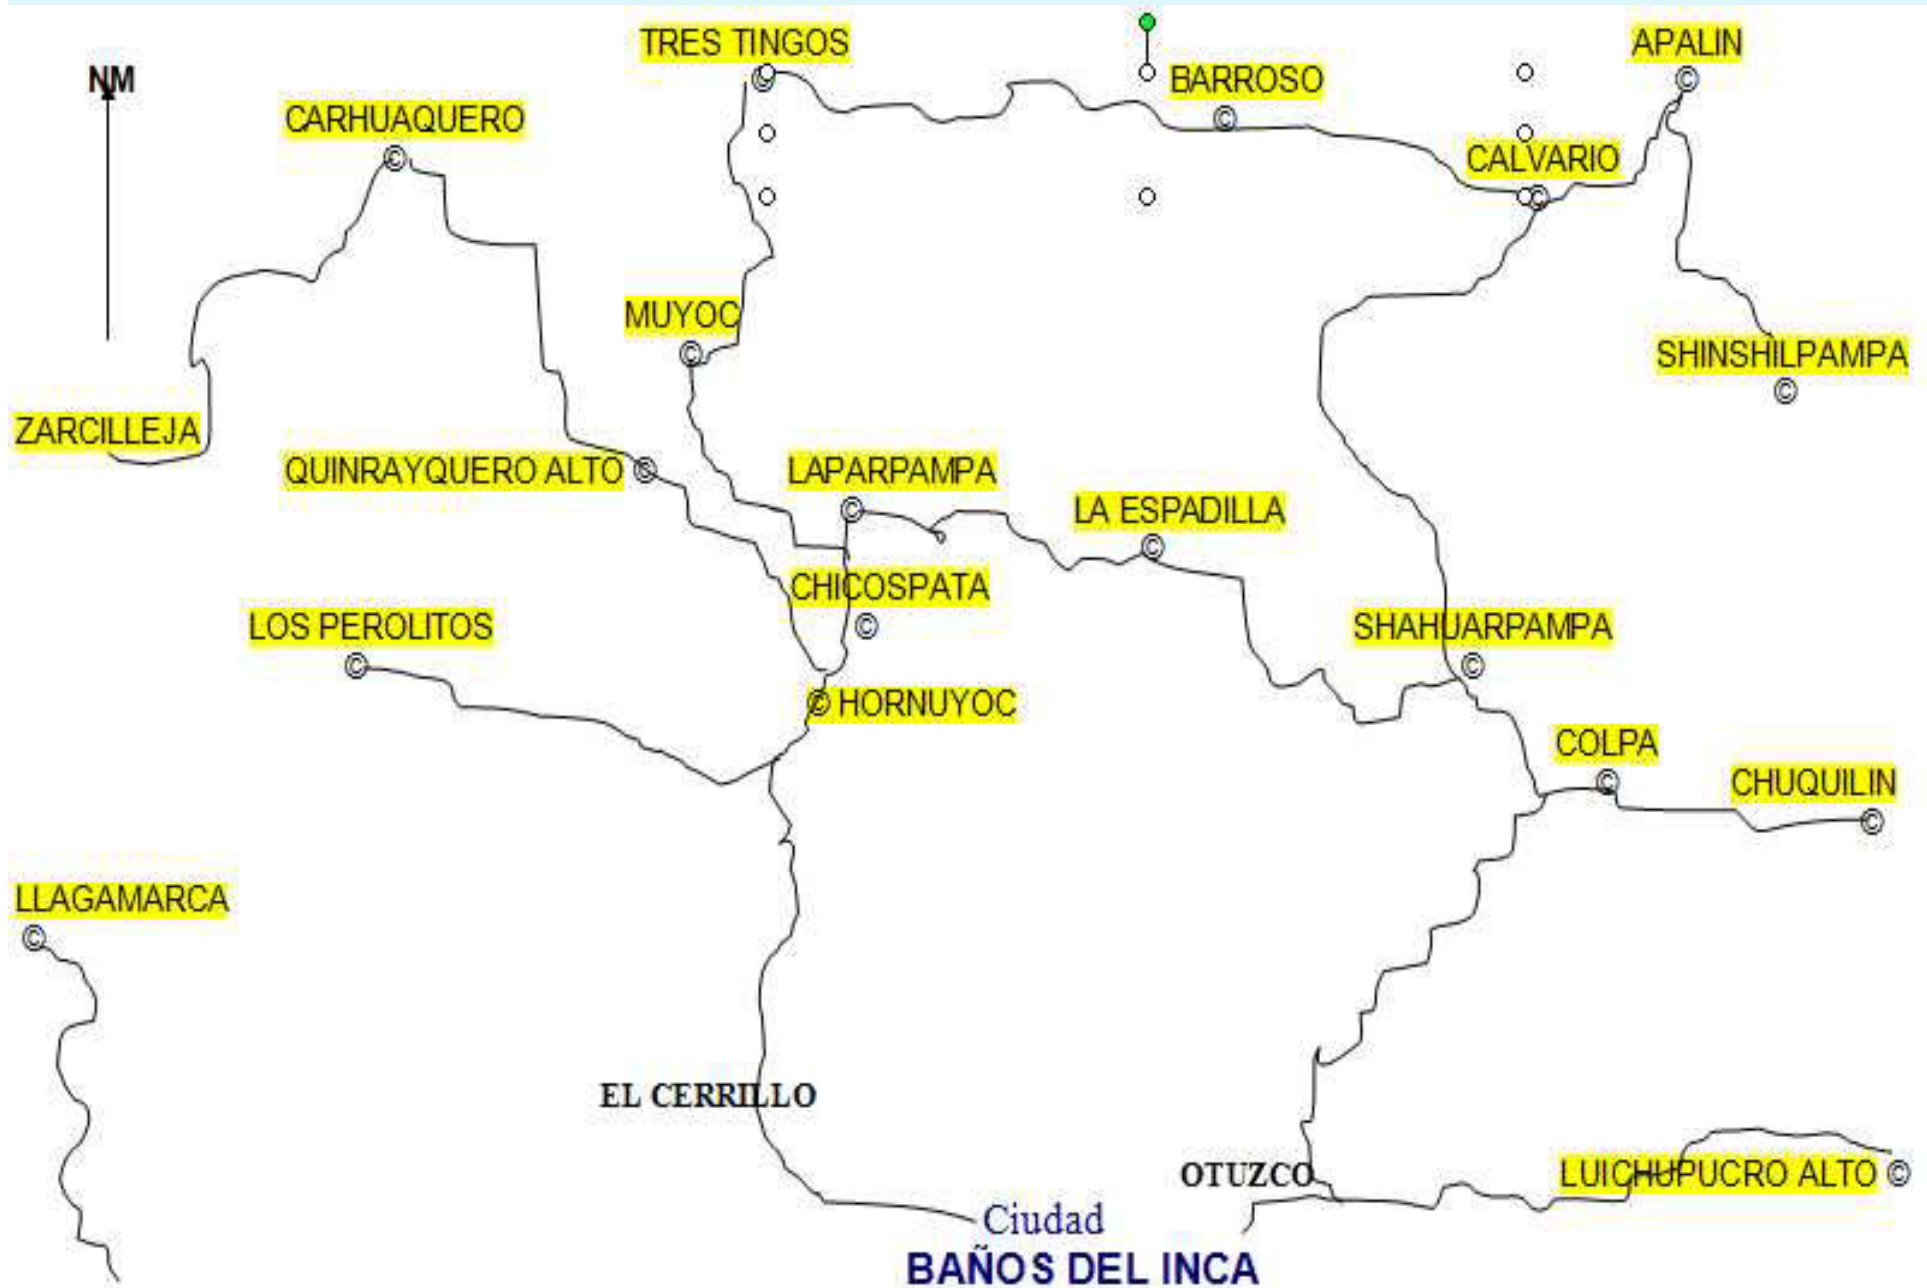 TRES TINGOS
APALIN
NM
BARROSO
CARHUAQUERO
CALVARIO
MUYOC
SHINSHILPAMPA
ZARCILLEJA
QUINRAYQUERO ALTO
LAPARPAMPA
LA ESPADILLA
CHICOSPATA
LOS PEROLITOS
SHAHUARPAMPA
HORNUYOC
COLPA
CHUQUILIN
LLAGAMARCA
EL CERRILLO
OTUZCO
LUICHUPUCRO ALTO
Ciudad
BAÑOS DEL INCA